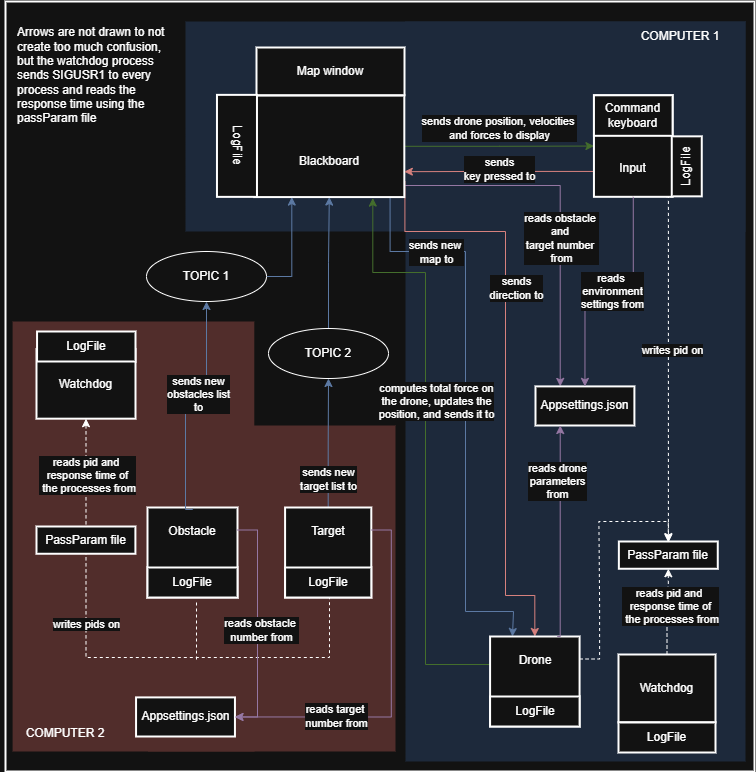 Arrows are not drawn to not
create too much confusion,
but the watchdog process
sends SIGUSR1 to every
process and reads the
response time using the
passParam file
COMPUTER 1
Map window
LogFile
Blackboard
sends drone position, velocities
and forces to display
Command
keyboard
Input
LogFile
sends
key pressed to
reads obstacle
and
target number
from
sends new
map to
sends
direction to
reads
environment
settings from
TOPIC 1
TOPIC 2
writes pid on
LogFile
Watchdog
sends new
obstacles list
to
computes total force on
the drone, updates the
position, and sends it to
Appsettings.json
reads pid and
response time of
the processes from
sends new
target list to
reads drone
parameters
from
PassParam file
Obstacle
LogFile
Target
LogFile
PassParam file
writes pids on
reads obstacle
number from
reads pid and
response time of
the processes from
Drone
LogFile
Watchdog
LogFile
Appsettings.json
reads target
number from
COMPUTER 2